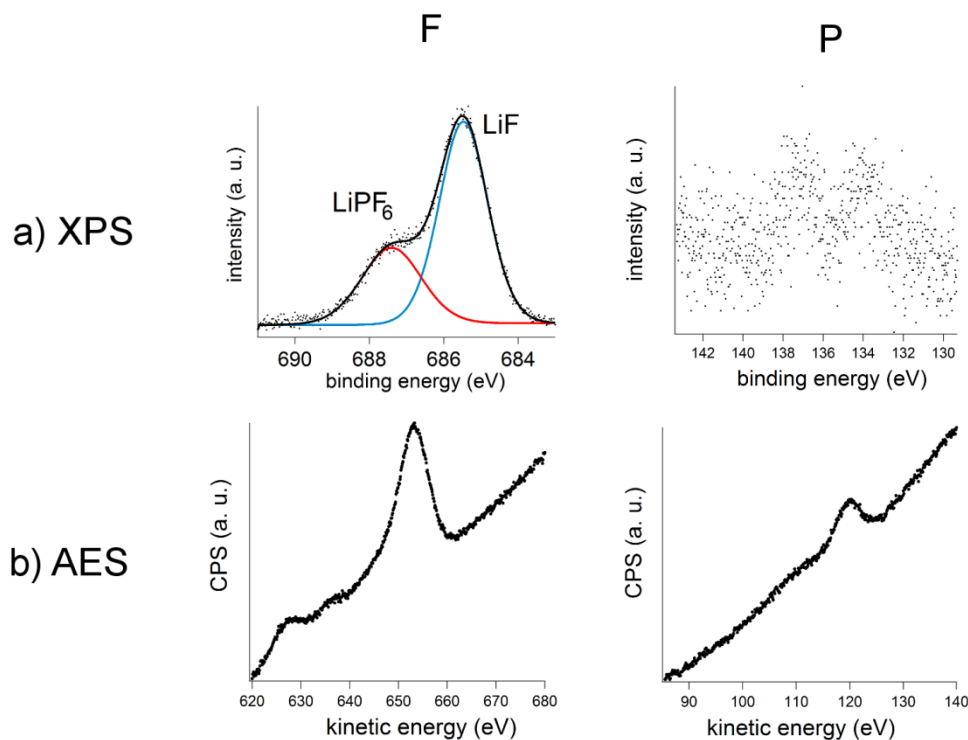 F
P
a) XPS
intensity (a. u.)
LiPF6
LiF
690 688 686 684
binding energy (eV)
intensity (a. u.)
142 140 138 136 134 132 130
binding energy (eV)
b) AES
CPS (a. u.)
620 630 640 650 660 670 680
kinetic energy (eV)
CPS (a. u.)
90 100 110 120 130 140
kinetic energy (eV)